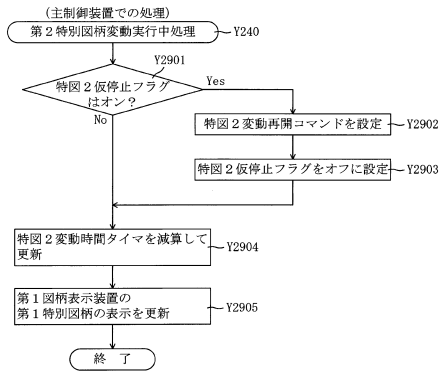 (主制御装置での処理)
第2特別図柄変動実行中処理
Y240
Y2901
特図2仮停止フラグ
はオン?
Yes
No
特図2変動再開コマンドを設定
Y2902
特図2仮停止フラグをオフに設定
Y2903
特図2変動時間タイマを減算して
更新
Y2904
第1図柄表示装置の
第1特別図柄の表示を更新
Y2905
終 了